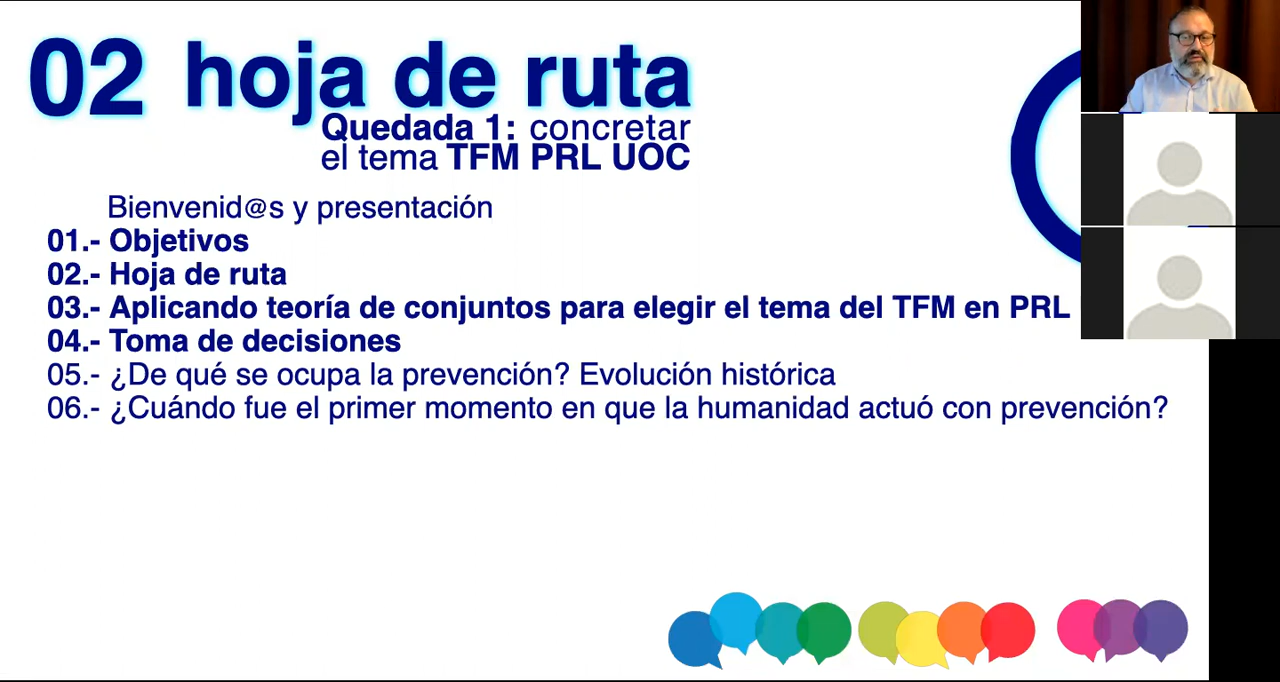 02 hoja de ruta
Quedada 1: concretar
el tema TFM PRL UOC
Bienvenid@s y presentación
01.- Objetivos
02.- Hoja de ruta
03.- Aplicando teoría de conjuntos para elegir el tema del TFM en PRL
04.- Toma de decisiones
05.- ¿De qué se ocupa la prevención? Evolución histórica
06.- ¿Cuándo fue el primer momento en que la humanidad actuó con prevención?